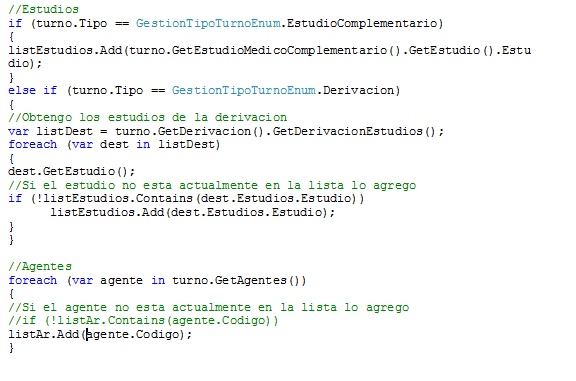 //Estudios
if (turno.Tipo == GestionTipoTurnoEnum.EstudioComplementario)
{
listEstudios.Add(turno.GetEstudioMedicoComplementario().GetEstudio().Estu
dio);
}
else if (turno.Tipo == GestionTipoTurnoEnum.Derivacion)
{
//Obtengo los estudios de la derivacion
var listDest = turno.GetDerivacion().GetDerivacionEstudios();
foreach (var dest in listDest)
{
dest.GetEstudio();
//Si el estudio no esta actualmente en la lista lo agrego
if (!listEstudios.Contains(dest.Estudios.Estudio))
listEstudios.Add(dest.Estudios.Estudio);
}
}
//Agentes
foreach (var agente in turno.GetAgentes())
{
//Si el agente no esta actualmente en la lista lo agrego
//if (!listAr.Contains(agente.Codigo))
listAr.Add(agente.Codigo);
}